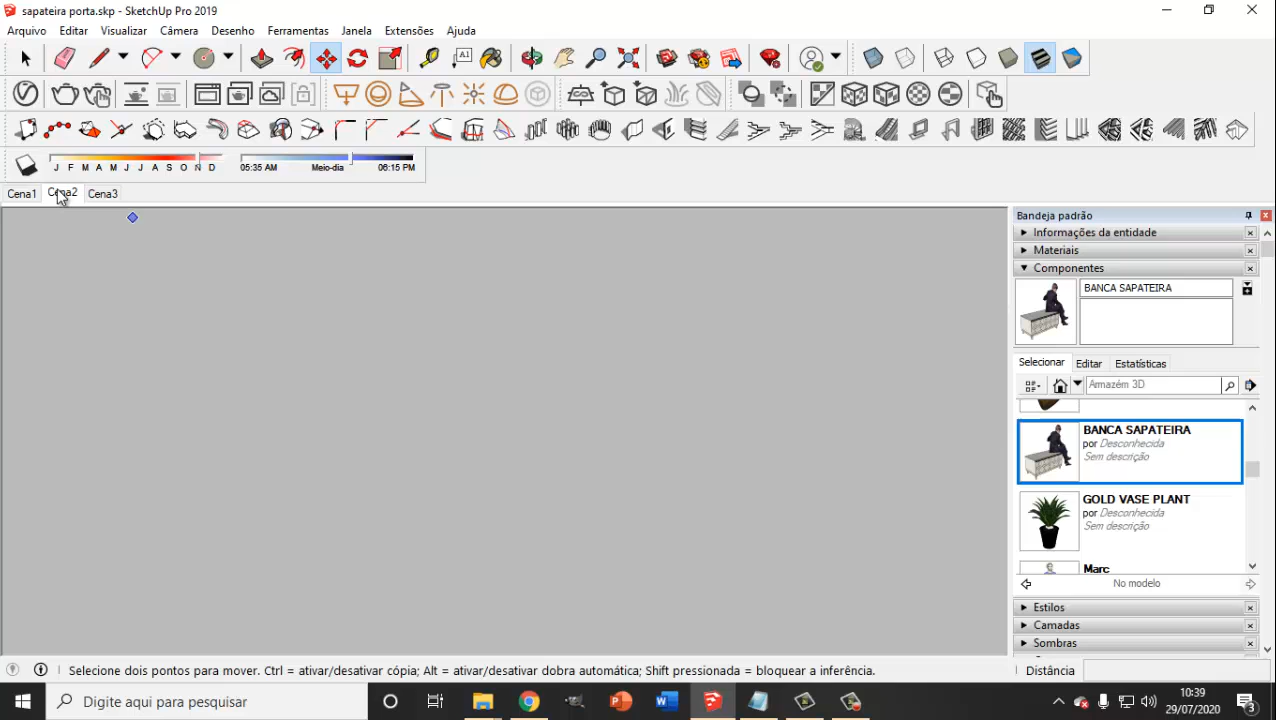 sapateira porta.skp - SketchUp Pro 2019
Arquivo Editar Visualizar Câmera Desenho Ferramentas Janela Extensões Ajuda
A1
J F M A M J J A S O N D 05:35 AM Meio-dia 06:15 PM
Cena1 Cena2 Cena3
Bandeja padrão
Informações da entidade
Materiais
Componentes
BANCA SAPATEIRA
Selecionar Editar Estatísticas
Armazém 3D
BANCA SAPATEIRA
por Desconhecida
Sem descrição
GOLD VASE PLANT
por Desconhecida
Sem descrição
Marc
No modelo
Estilos
Camadas
Sombras
Selecione dois pontos para mover. Ctrl = ativar/desativar cópia; Alt = ativar/desativar dobra automática; Shift pressionada = bloquear a inferência. Distância
Digite aqui para pesquisar
10:39
29/07/2020
3